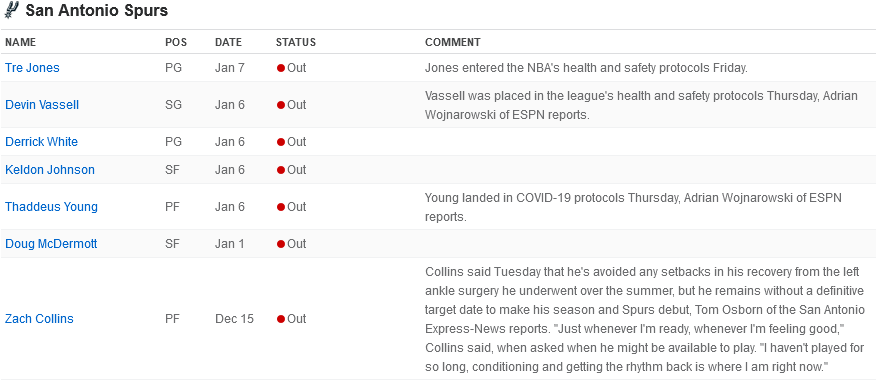 San Antonio Spurs
NAME POS DATE STATUS COMMENT
Tre Jones PG Jan 7 Out Jones entered the NBA's health and safety protocols Friday.
Devin Vassell SG Jan 6 Out Vassell was placed in the league's health and safety protocols Thursday, Adrian
Wojnarowski of ESPN reports.
Derrick White PG Jan 6 Out
Keldon Johnson SF Jan 6 Out
Thaddeus Young PF Jan 6 Out Young landed in COVID-19 protocols Thursday, Adrian Wojnarowski of ESPN
reports.
Doug McDermott SF Jan 1 Out
Zach Collins PF Dec 15 Out Collins said Tuesday that he's avoided any setbacks in his recovery from the left
ankle surgery he underwent over the summer, but he remains without a definitive
target date to make his season and Spurs debut, Tom Osborn of the San Antonio
Express-News reports. "Just whenever I'm ready, whenever I'm feeling good,"
Collins said, when asked when he might be available to play. "I haven't played for
so long, conditioning and getting the rhythm back is where I am right now."